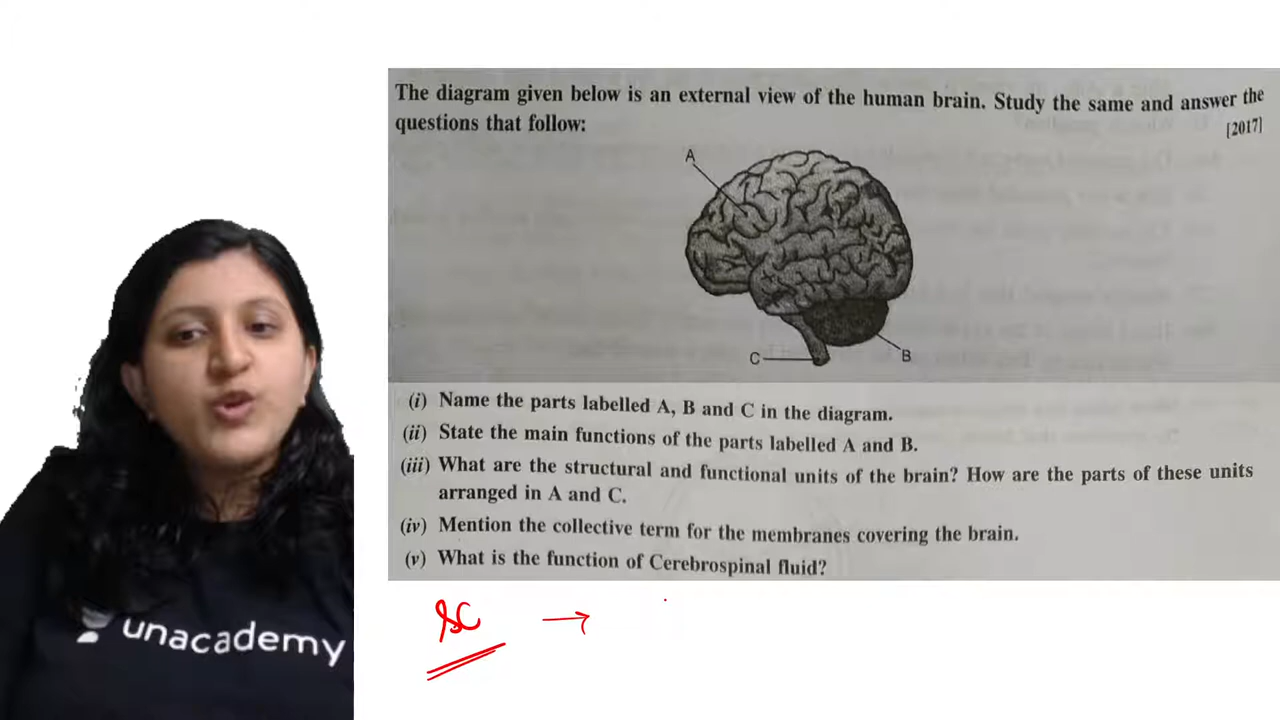 The diagram given below is an external view of the human brain. Study the same and answer the
questions that follow:
[2017]
A
C
B
(i) Name the parts labelled A, B and C in the diagram.
(ii) State the main functions of the parts labelled A and B.
(iii) What are the structural and functional units of the brain? How are the parts of these units
arranged in A and C.
(iv) Mention the collective term for the membranes covering the brain.
(v) What is the function of Cerebrospinal fluid?
SC →
unacademy